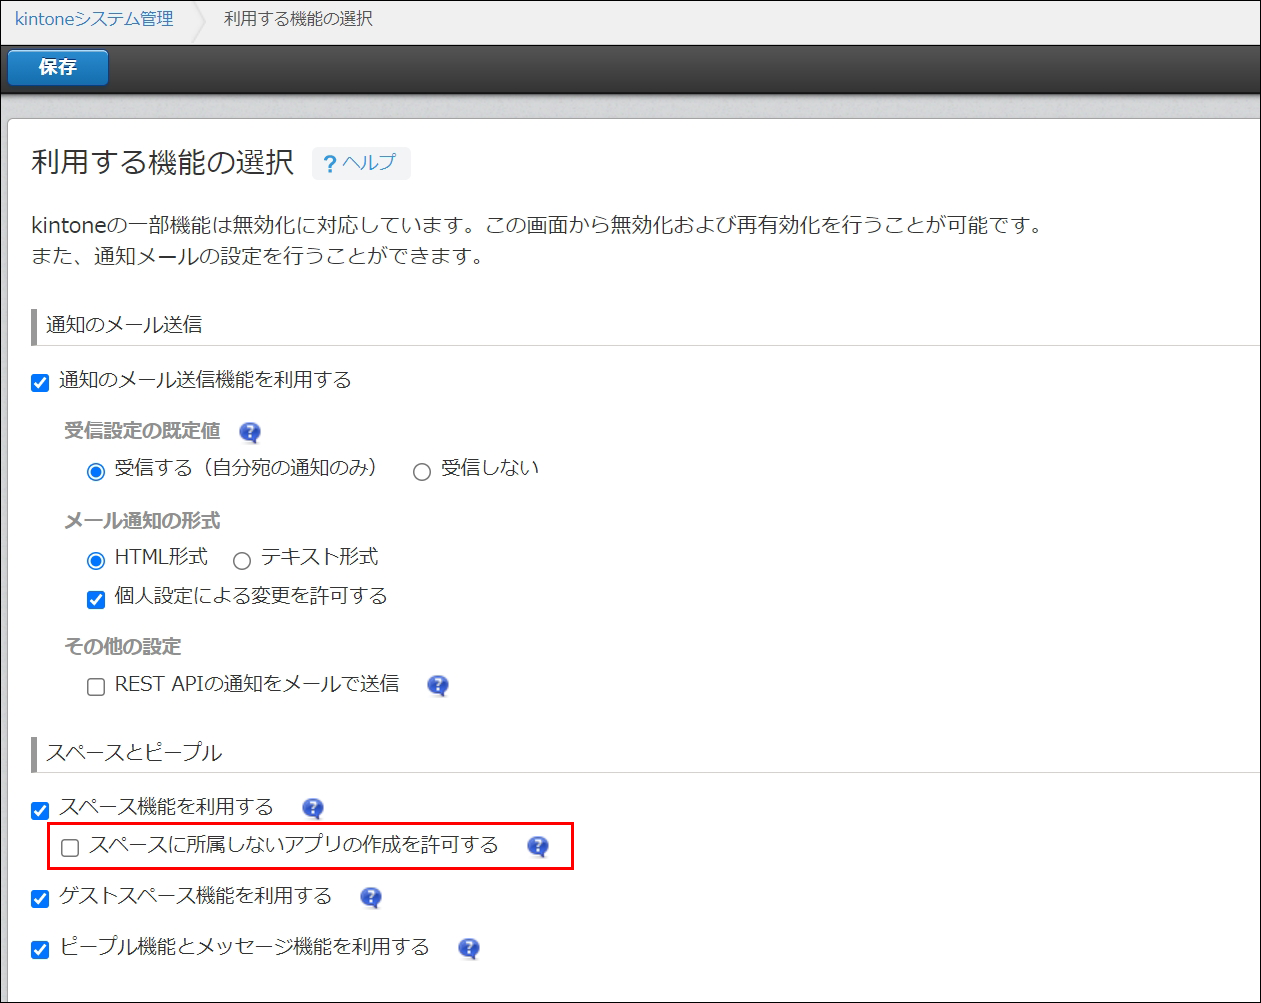 kintoneシステム管理 利用する機能の選択
保存
利用する機能の選択 ? ヘルプ
kintoneの一部機能は無効化に対応しています。この画面から無効化および再有効化を行うことが可能です。
また、通知メールの設定を行うことができます。
通知のメール送信
通知のメール送信機能を利用する
受信設定の既定値 ?
受信する（自分宛の通知のみ） 受信しない
メール通知の形式
HTML形式 テキスト形式
個人設定による変更を許可する
その他の設定
REST APIの通知をメールで送信 ?
スペースとピープル
スペース機能を利用する ?
スペースに所属しないアプリの作成を許可する ?
ゲストスペース機能を利用する ?
ピープル機能とメッセージ機能を利用する ?